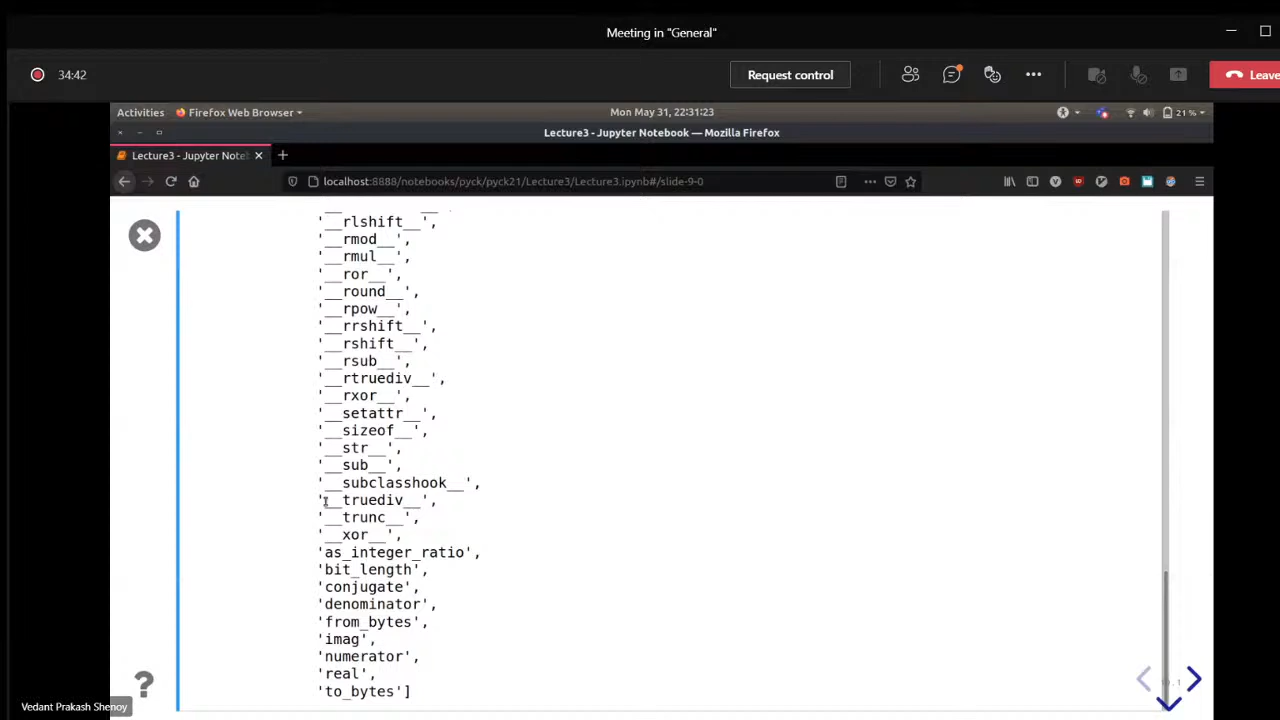 Meeting in "General"
34:42
Request control
Leave
Activities
Firefox Web Browser
Mon May 31, 22:31:23
21 %
Lecture3 - Jupyter Notebook — Mozilla Firefox
Lecture3 - Jupyter Note
localhost:8888/notebooks/pyck/pyck21/Lecture3/Lecture3.ipynb#/slide-9-0
'__rlshift__',
'__rmod__',
'__rmul__',
'__ror__',
'__round__',
'__rpow__',
'__rrshift__',
'__rshift__',
'__rsub__',
'__rtruediv__',
'__rxor__',
'__setattr__',
'__sizeof__',
'__str__',
'__sub__',
'__subclasshook__',
'__truediv__',
'__trunc__',
'__xor__',
'as_integer_ratio',
'bit_length',
'conjugate',
'denominator',
'from_bytes',
'imag',
'numerator',
'real',
'to_bytes']
?
Vedant Prakash Shenoy